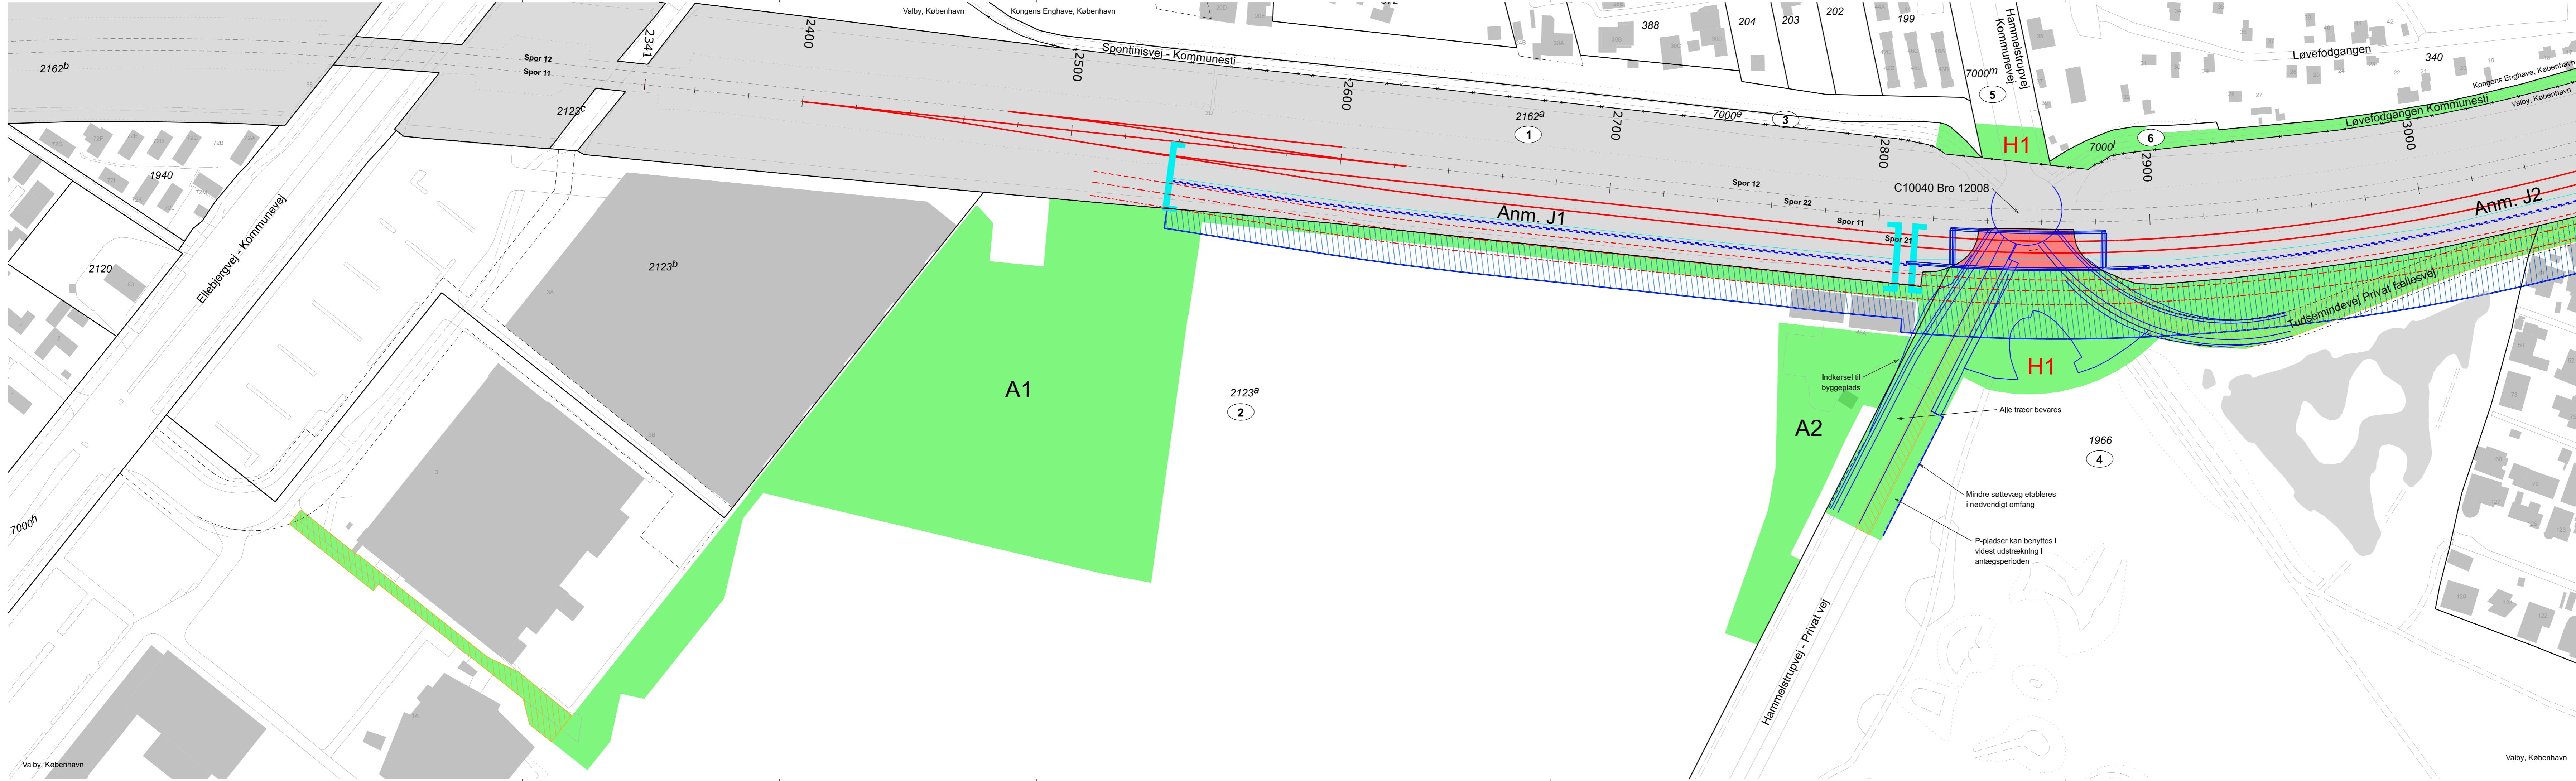 Valby, København
Kongens Enghave, København
388
204
203
202
199
Hammelstrupvej
Kommunevej
Løvefodgangen
340
Kongens Enghave, København
Valby, København
2162b
Spor 12
Spor 11
2341
2400
2500
Spontinisvej - Kommunesti
2600
2162a
1
2700
7000e
3
2800
7000m
5
H1
7000l
6
2900
Løvefodgangen Kommunesti
3000
2123c
1940
2120
Ellebjergvej - Kommunevej
2123b
Anm. J1
Spor 12
Spor 22
Spor 11
Spor 21
C10040 Bro 12008
Anm. J2
Tudsemindevej Privat fællesvej
A1
2123a
2
Indkørsel til
byggeplads
H1
Alle træer bevares
A2
1966
4
Mindre søttevæg etableres
i nødvendigt omfang
P-pladser kan benyttes i
videst udstrækning i
anlægsperioden
7000h
Hammelstrupvej - Privat vej
Valby, København
Valby, København